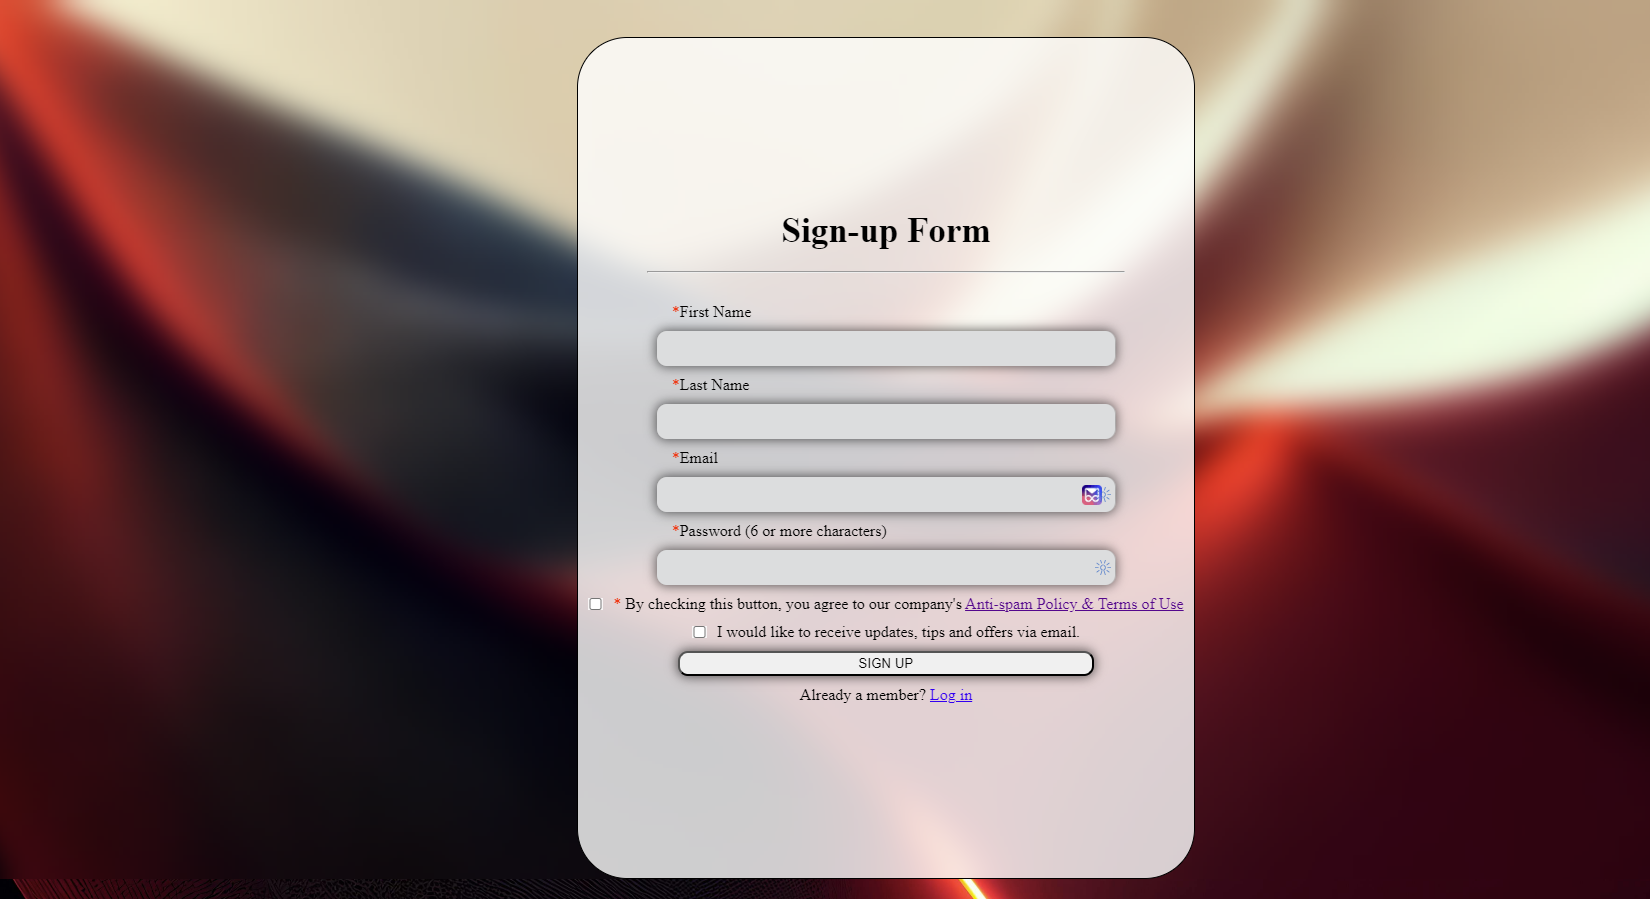 Sign-up Form
*First Name
*Last Name
*Email
*Password (6 or more characters)
* By checking this button, you agree to our company's Anti-spam Policy & Terms of Use
I would like to receive updates, tips and offers via email.
SIGN UP
Already a member? Log in